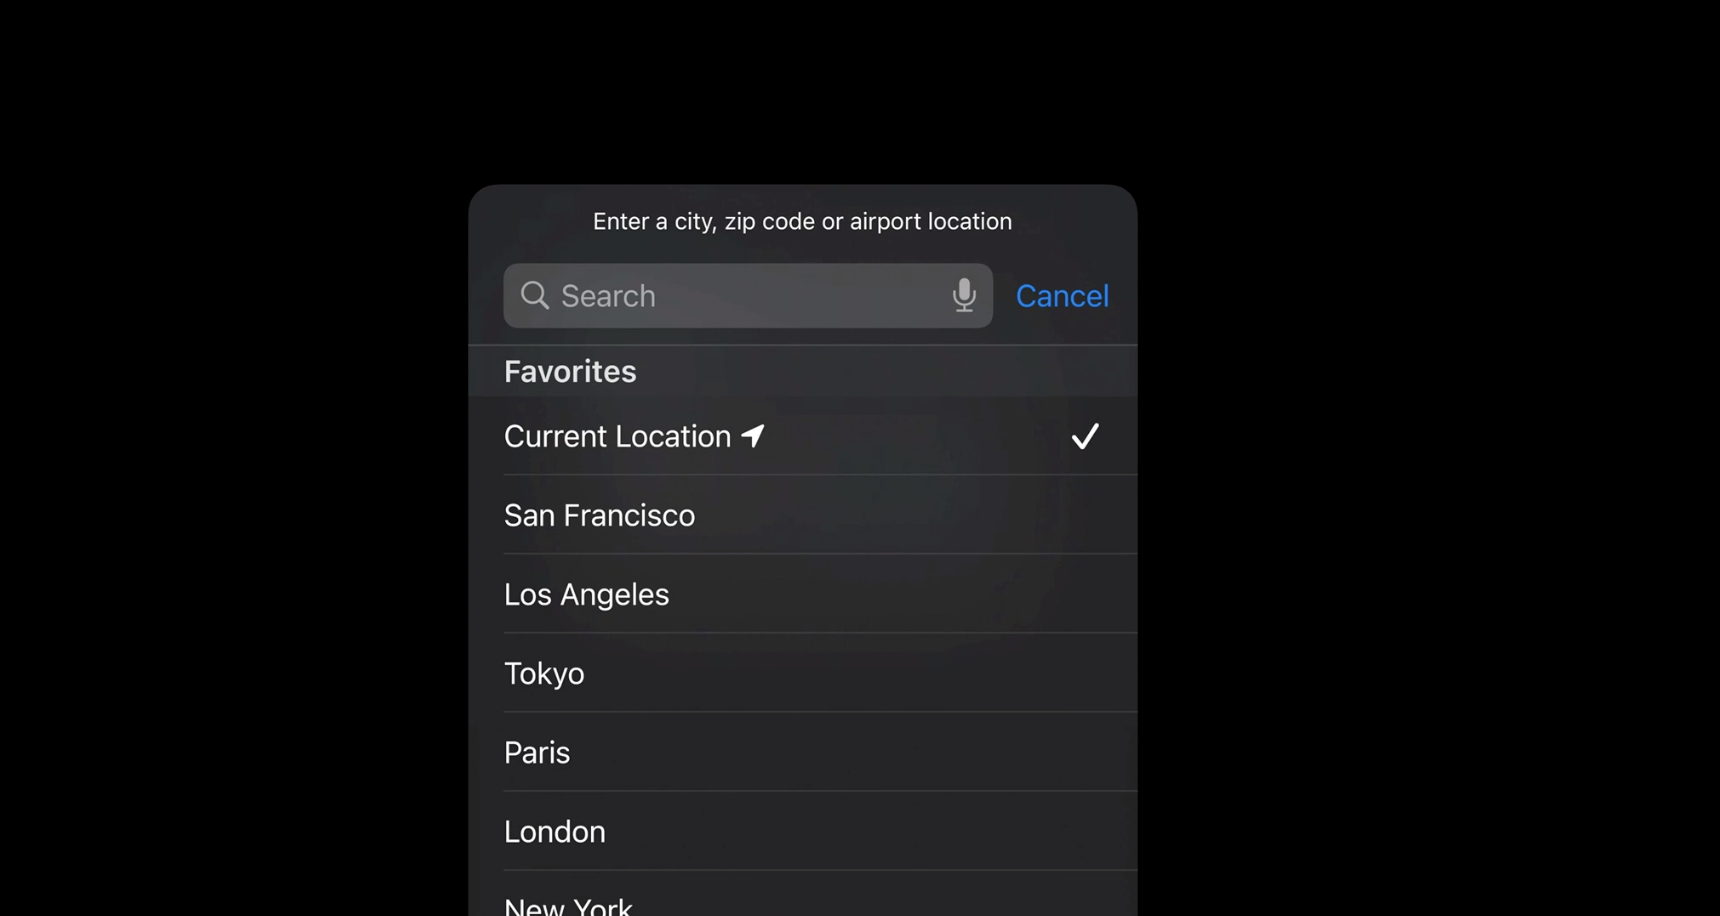 Enter a city, zip code or airport location
Search
Cancel
Favorites
Current Location
San Francisco
Los Angeles
Tokyo
Paris
London
New York